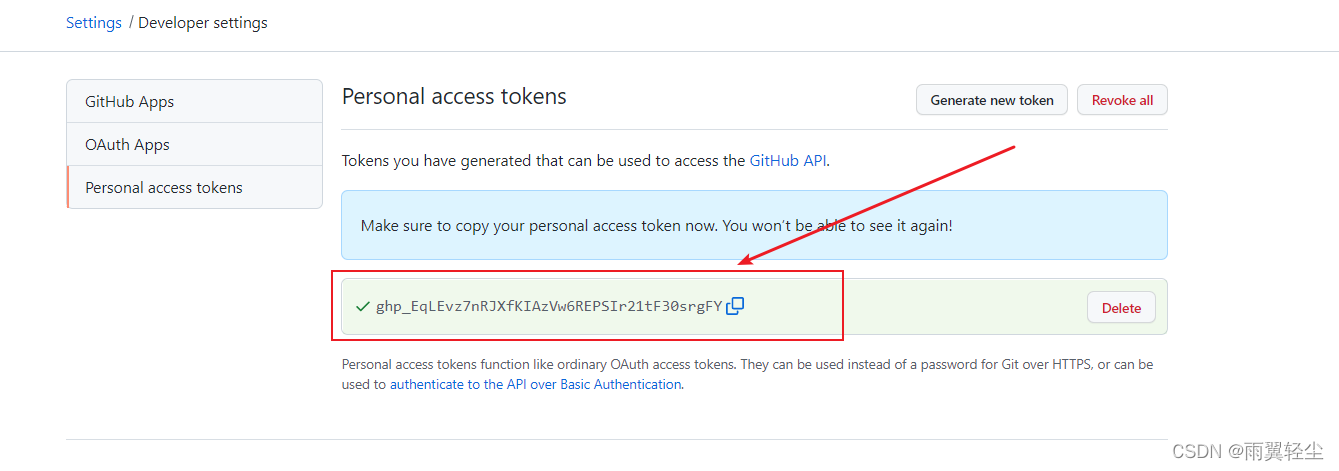 Settings / Developer settings
GitHub Apps
OAuth Apps
Personal access tokens
Personal access tokens
Generate new token
Revoke all
Tokens you have generated that can be used to access the GitHub API.
Make sure to copy your personal access token now. You won't be able to see it again!
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
Delete
Personal access tokens function like ordinary OAuth access tokens. They can be used instead of a password for Git over HTTPS, or can be
used to authenticate to the API over Basic Authentication.
CSDN @雨翼轻尘